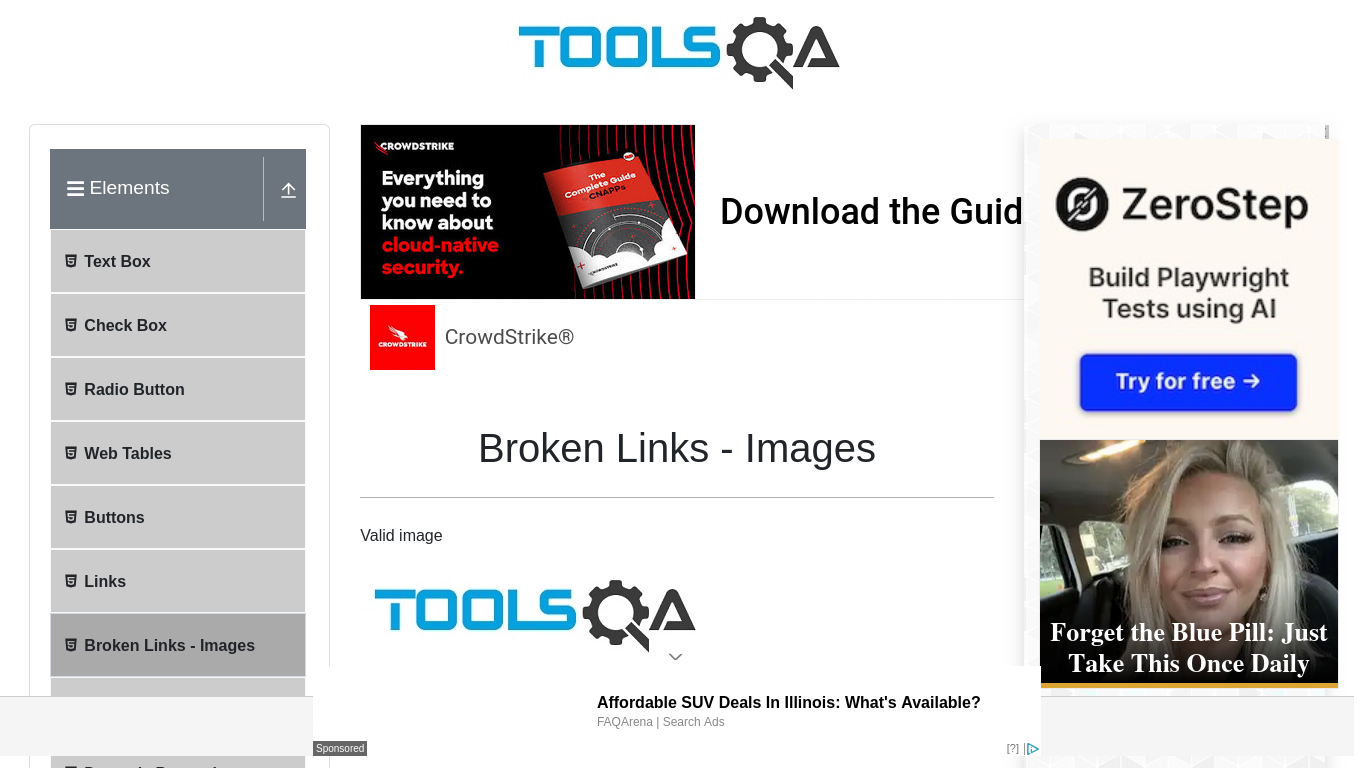 TOOLSQA
Elements
Text Box
Check Box
Radio Button
Web Tables
Buttons
Links
Broken Links - Images
CROWDSTRIKE
Everything
you need to
know about
cloud-native
security.
The
Complete Guide
CNAPPs
CROWDSTRIKE
Download the Guid
CROWDSTRIKE
CrowdStrike®
Broken Links - Images
Valid image
TOOLSQA
ZeroStep
Build Playwright
Tests using AI
Try for free →
Forget the Blue Pill: Just
Take This Once Daily
Affordable SUV Deals In Illinois: What's Available?
FAQArena | Search Ads
Sponsored
[?]